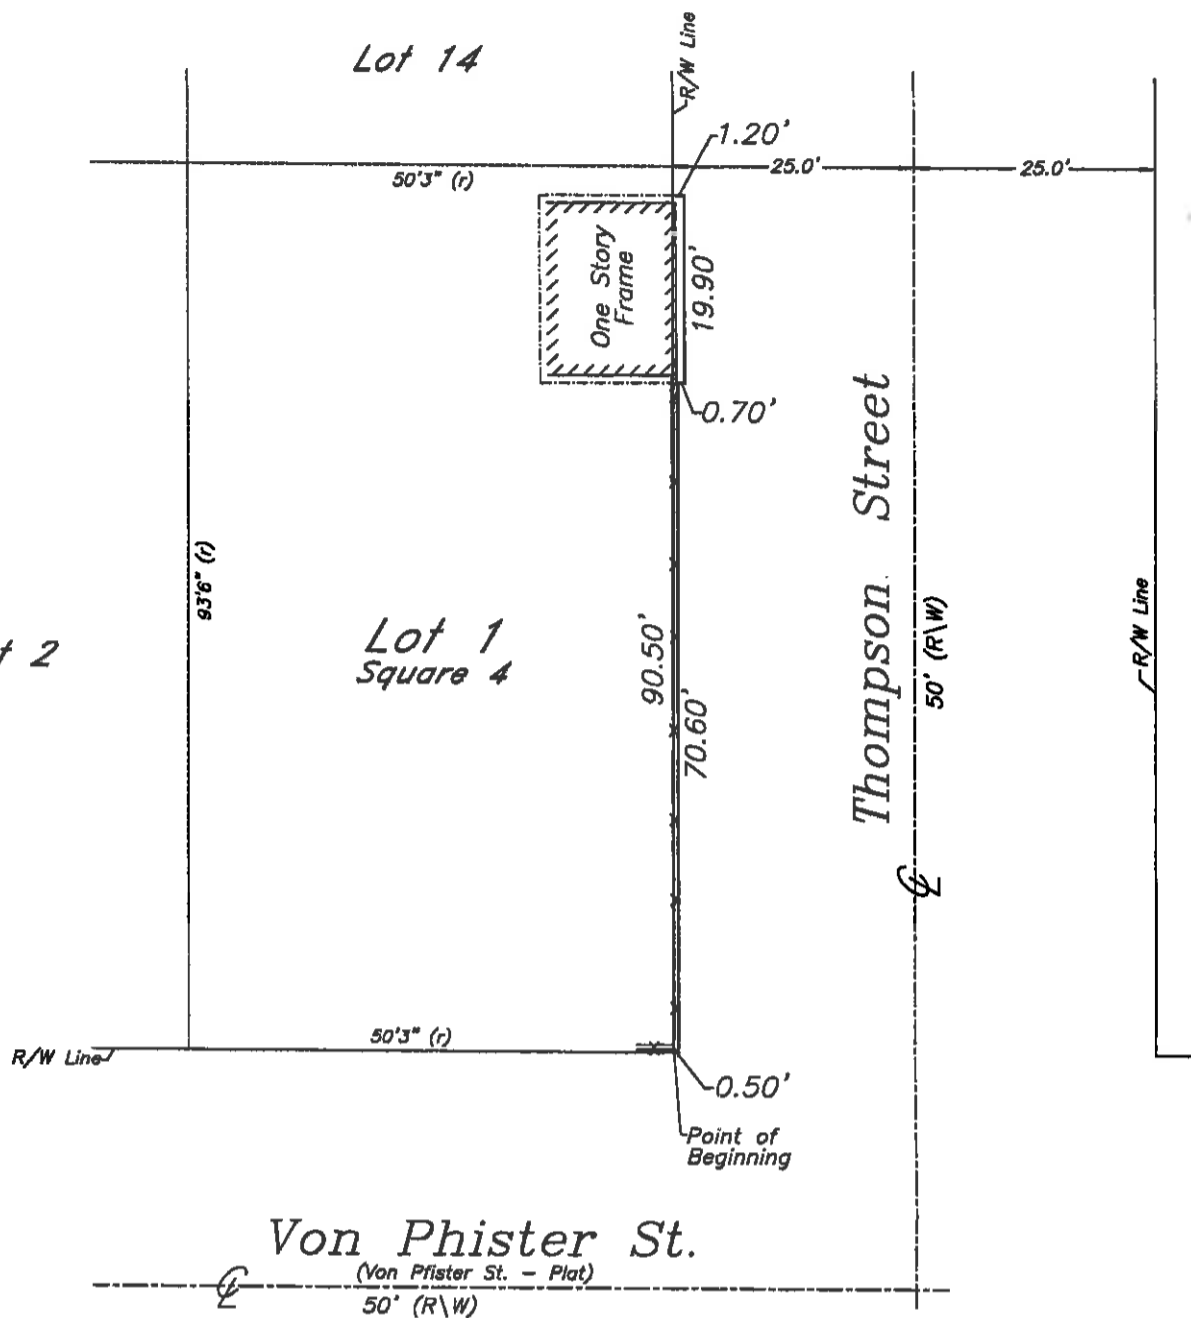 Lot 14
R/W Line
1.20'
50'3" (r)
25.0'
25.0'
One Story
Frame
19.90'
0.70'
Thompson Street
50' (R\W)
93'6" (r)
R/W Line
t 2
Lot 1
Square 4
90.50'
70.60'
℄
50'3" (r)
R/W Line
0.50'
Point of
Beginning
Von Phister St.
(Von Pfister St. - Plat)
℄
50' (R\W)